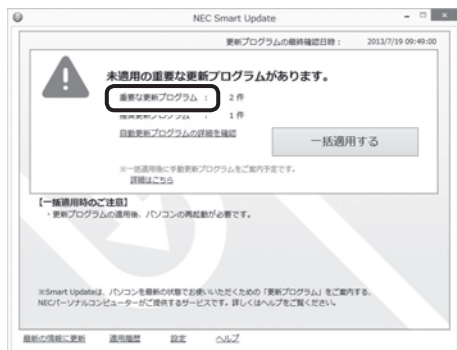 NEC Smart Update
更新プログラムの最終確認日時： 2013/7/19 09:49:00
未適用の重要な更新プログラムがあります。
重要な更新プログラム ： 2 件
推奨更新プログラム ： 1 件
自動更新プログラムの詳細を確認
一括適用する
※一括適用後に手動更新プログラムをご案内予定です。
詳細はこちら
【一括適用時のご注意】
・更新プログラムの適用後、パソコンの再起動が必要です。
※Smart Updateは、パソコンを最新の状態でお使いいただくための「更新プログラム」をご案内する、
NECパーソナルコンピューターがご提供するサービスです。詳しくはヘルプをご覧ください。
最新の情報に更新 適用履歴 設定 ヘルプ